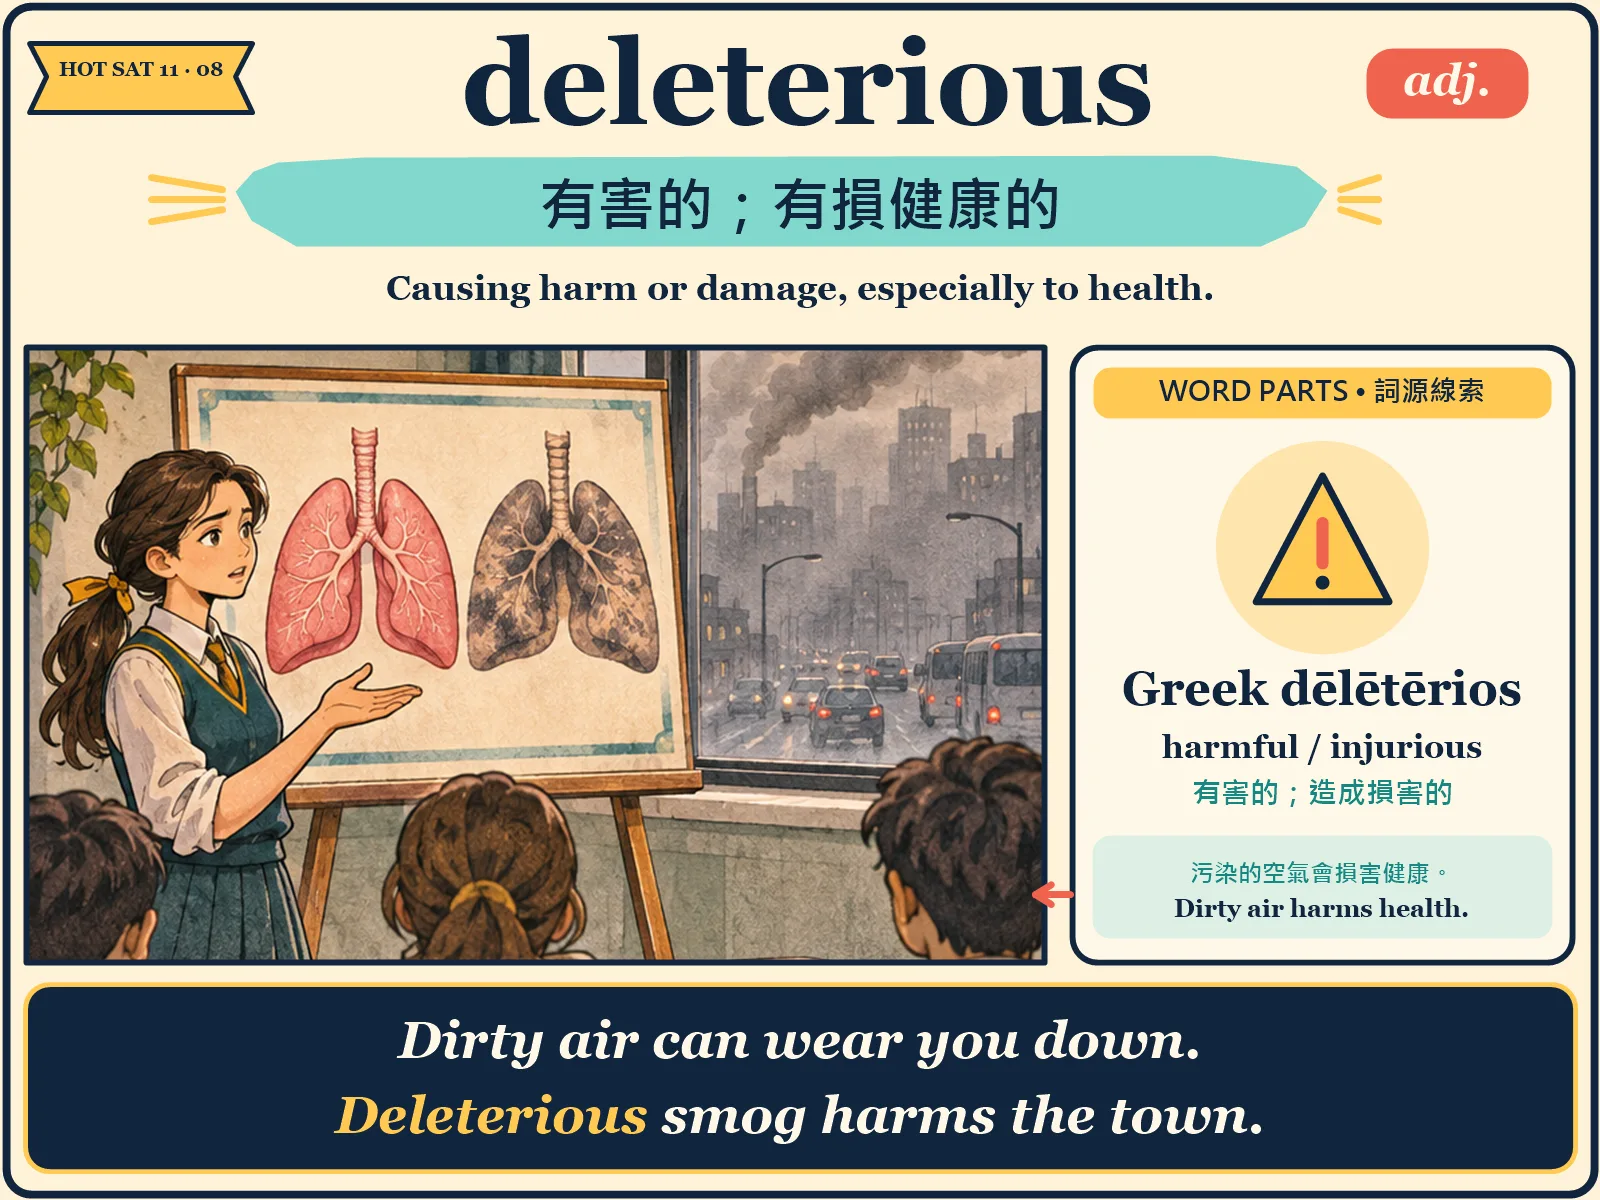 HOT SAT 11 · 08
deleterious
adj.
有害的；有損健康的
Causing harm or damage, especially to health.
WORD PARTS • 詞源線索
Greek dēlētērios
harmful / injurious
有害的；造成損害的
污染的空氣會損害健康。
Dirty air harms health.
Dirty air can wear you down.
Deleterious smog harms the town.